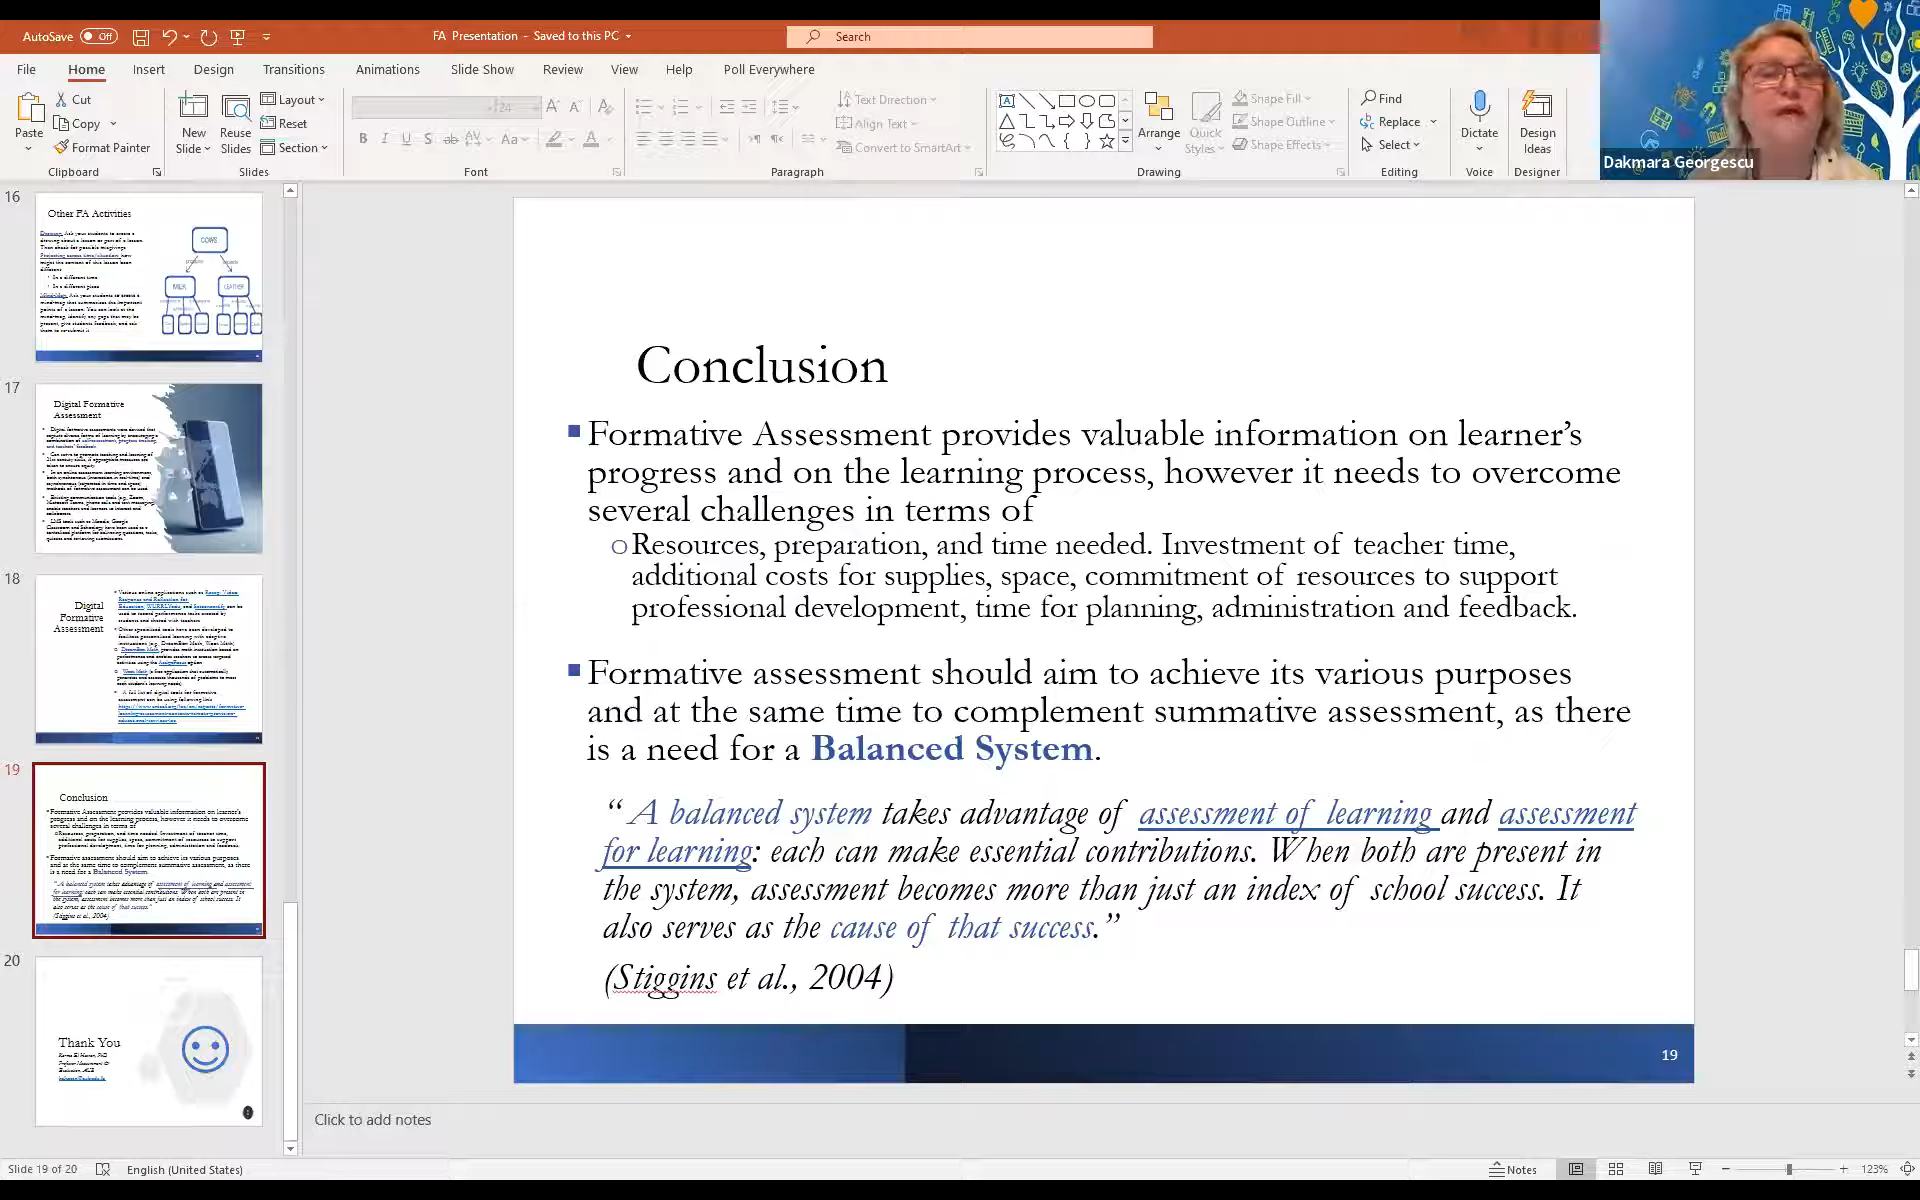 AutoSave Off
FA Presentation - Saved to this PC
Search
File Home Insert Design Transitions Animations Slide Show Review View Help Poll Everywhere
Paste
Cut
Copy
Format Painter
Clipboard
New Slide
Reuse Slides
Layout
Reset
Section
Slides
24
Font
Text Direction
Align Text
Convert to SmartArt
Paragraph
Arrange
Quick Styles
Shape Fill
Shape Outline
Shape Effects
Drawing
Find
Replace
Select
Editing
Dictate
Voice
Design Ideas
Designer
Dakmara Georgescu
16
Other FA Activities
COWS
MILK
LEATHER
17
Digital Formative
Assessment
18
Digital
Formative
Assessment
19
Conclusion
20
Thank You
Conclusion
Formative Assessment provides valuable information on learner’s
progress and on the learning process, however it needs to overcome
several challenges in terms of
Resources, preparation, and time needed. Investment of teacher time,
additional costs for supplies, space, commitment of resources to support
professional development, time for planning, administration and feedback.
Formative assessment should aim to achieve its various purposes
and at the same time to complement summative assessment, as there
is a need for a Balanced System.
“ A balanced system takes advantage of assessment of learning and assessment
for learning: each can make essential contributions. When both are present in
the system, assessment becomes more than just an index of school success. It
also serves as the cause of that success.”
(Stiggins et al., 2004)
19
Click to add notes
Slide 19 of 20
English (United States)
Notes
123%